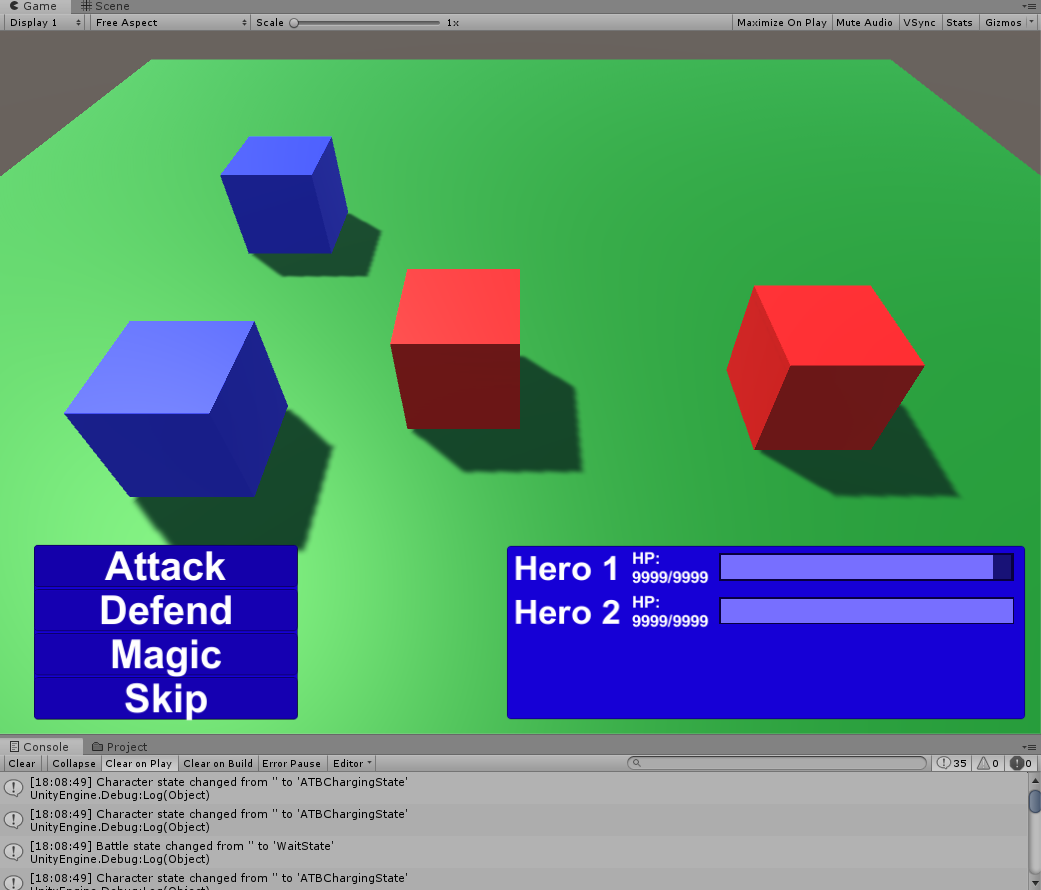 Game Scene
Display 1 Free Aspect Scale 1x Maximize On Play Mute Audio VSync Stats Gizmos
Attack
Defend
Magic
Skip
Hero 1 HP: 9999/9999
Hero 2 HP: 9999/9999
Console Project
Clear Collapse Clear on Play Clear on Build Error Pause Editor 35 0 0
[18:08:49] Character state changed from '' to 'ATBChargingState'
UnityEngine.Debug:Log(Object)
[18:08:49] Character state changed from '' to 'ATBChargingState'
UnityEngine.Debug:Log(Object)
[18:08:49] Battle state changed from '' to 'WaitState'
UnityEngine.Debug:Log(Object)
[18:08:49] Character state changed from '' to 'ATBChargingState'
UnityEngine.Debug:Log(Object)